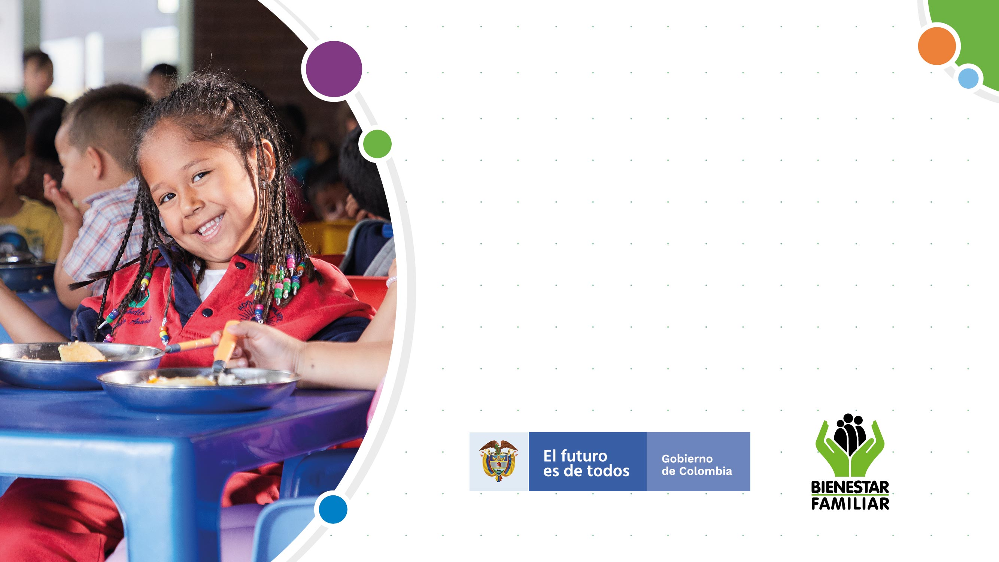 El futuro
es de todos
Gobierno
de Colombia
BIENESTAR
FAMILIAR